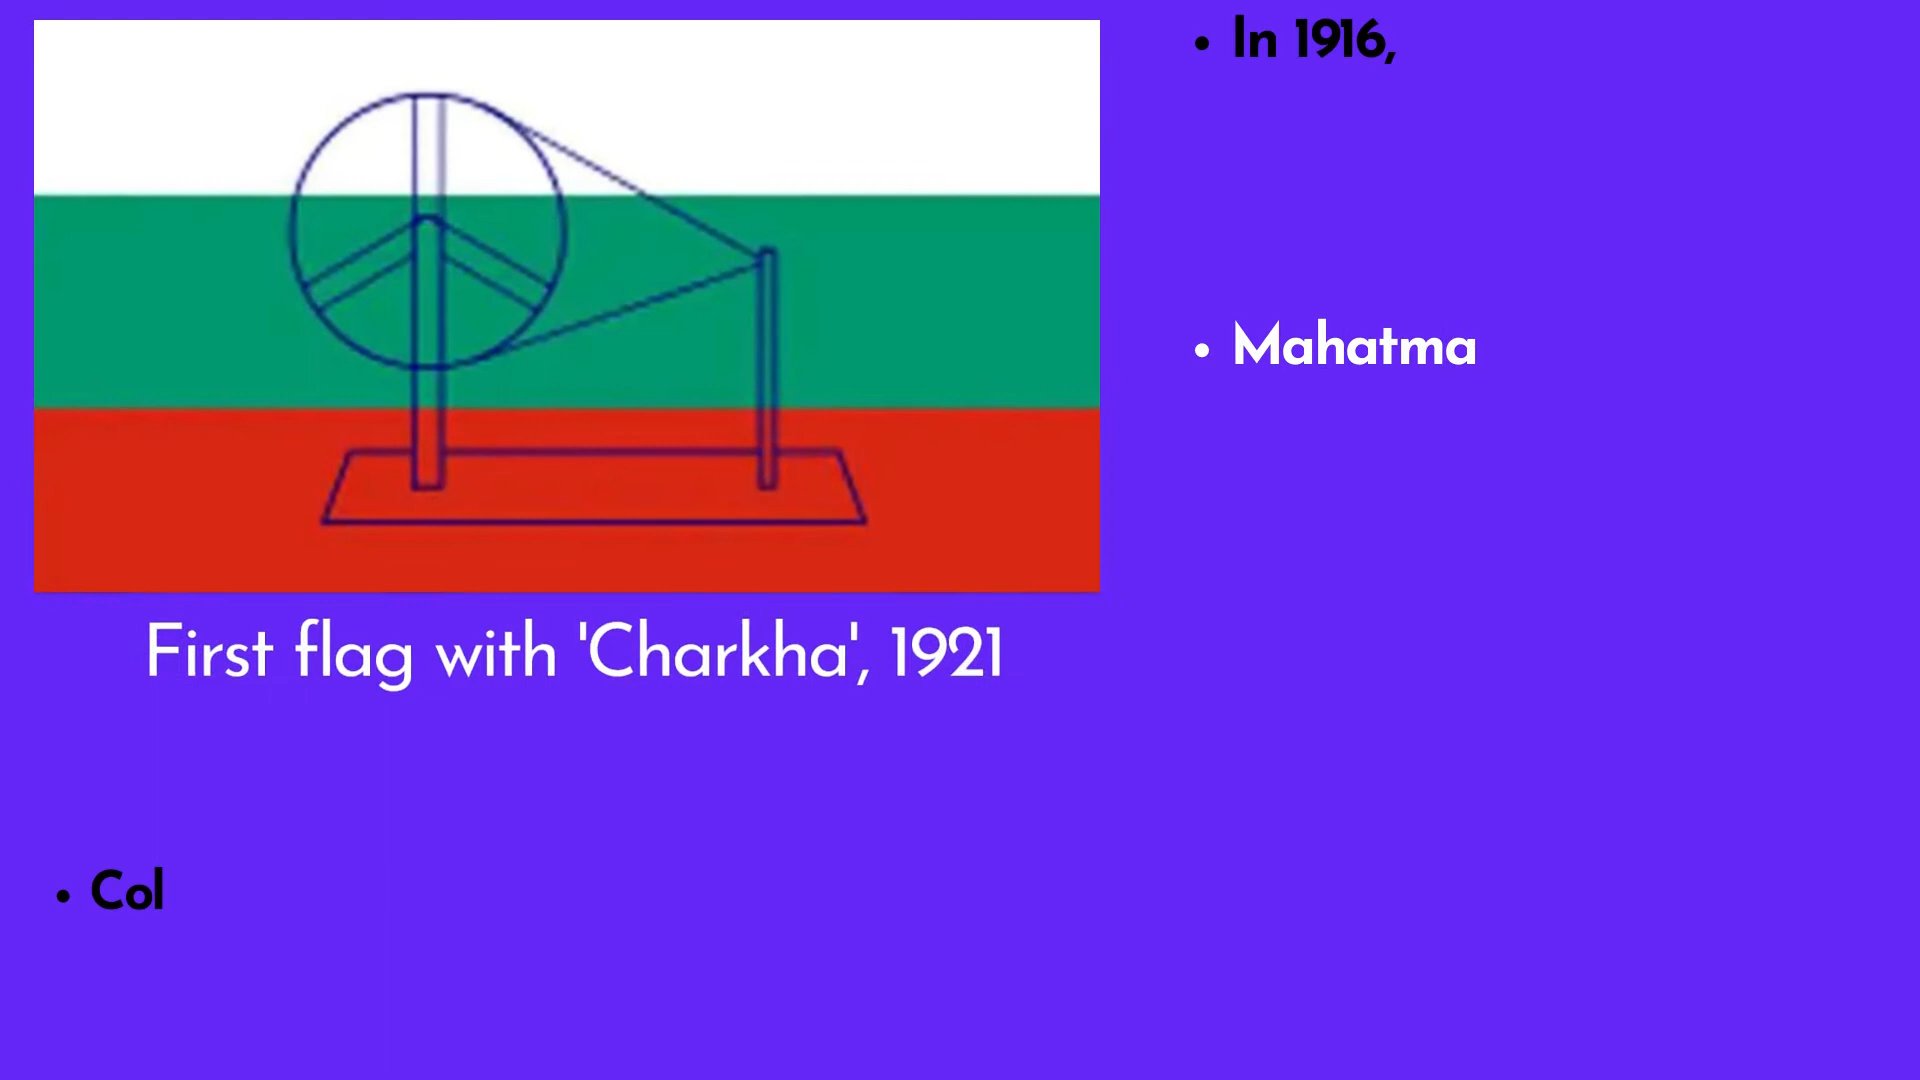 First flag with 'Charkha', 1921
• Col
• In 1916,
• Mahatma